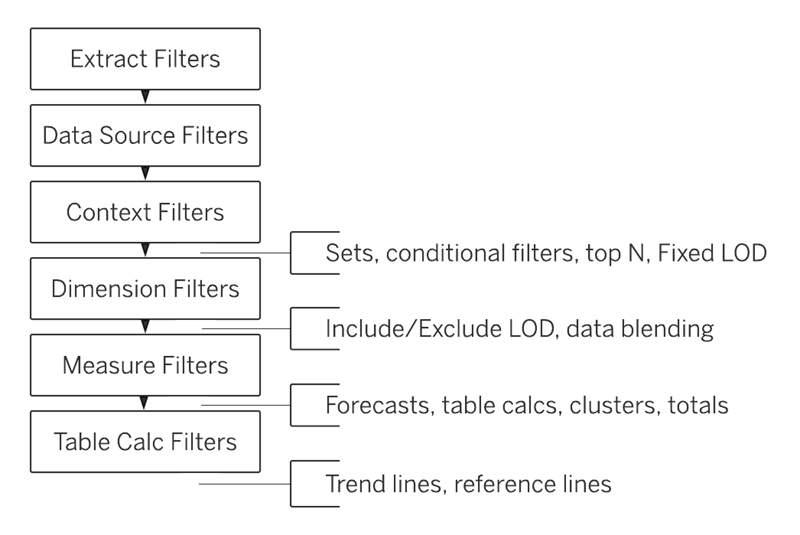 Extract Filters
Data Source Filters
Context Filters
Sets, conditional filters, top N, Fixed LOD
Dimension Filters
Include/Exclude LOD, data blending
Measure Filters
Forecasts, table calcs, clusters, totals
Table Calc Filters
Trend lines, reference lines